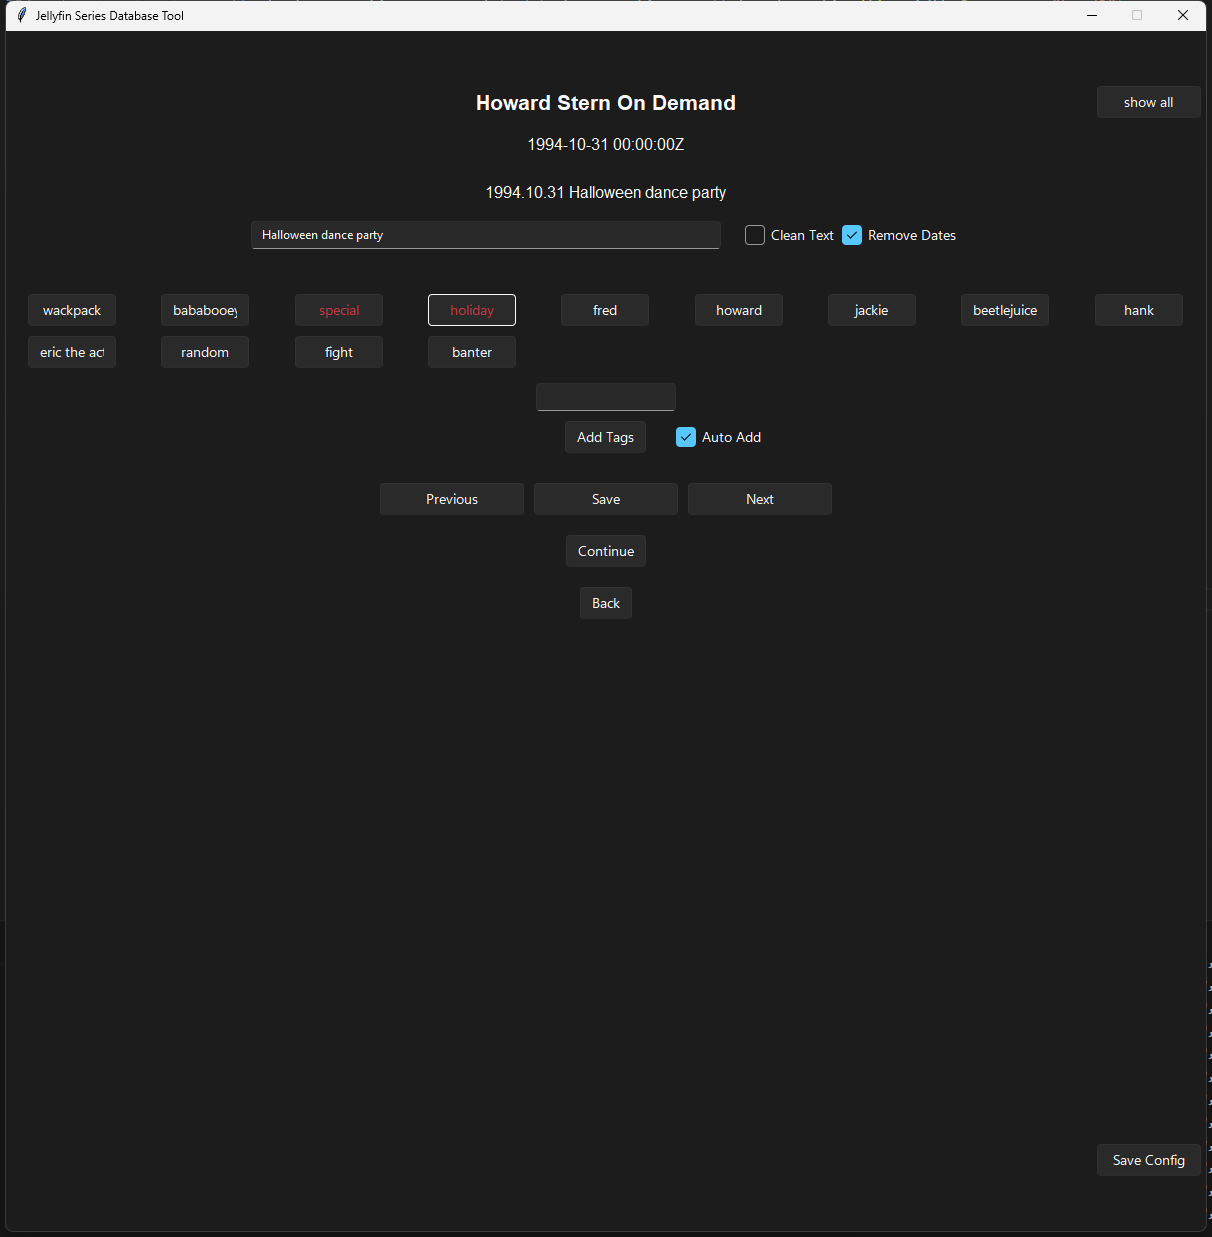 Jellyfin Series Database Tool
Howard Stern On Demand
show all
1994-10-31 00:00:00Z
1994.10.31 Halloween dance party
Halloween dance party
Clean Text
Remove Dates
wackpack
bababooey
special
holiday
fred
howard
jackie
beetlejuice
hank
eric the act
random
fight
banter
Add Tags
Auto Add
Previous
Save
Next
Continue
Back
Save Config